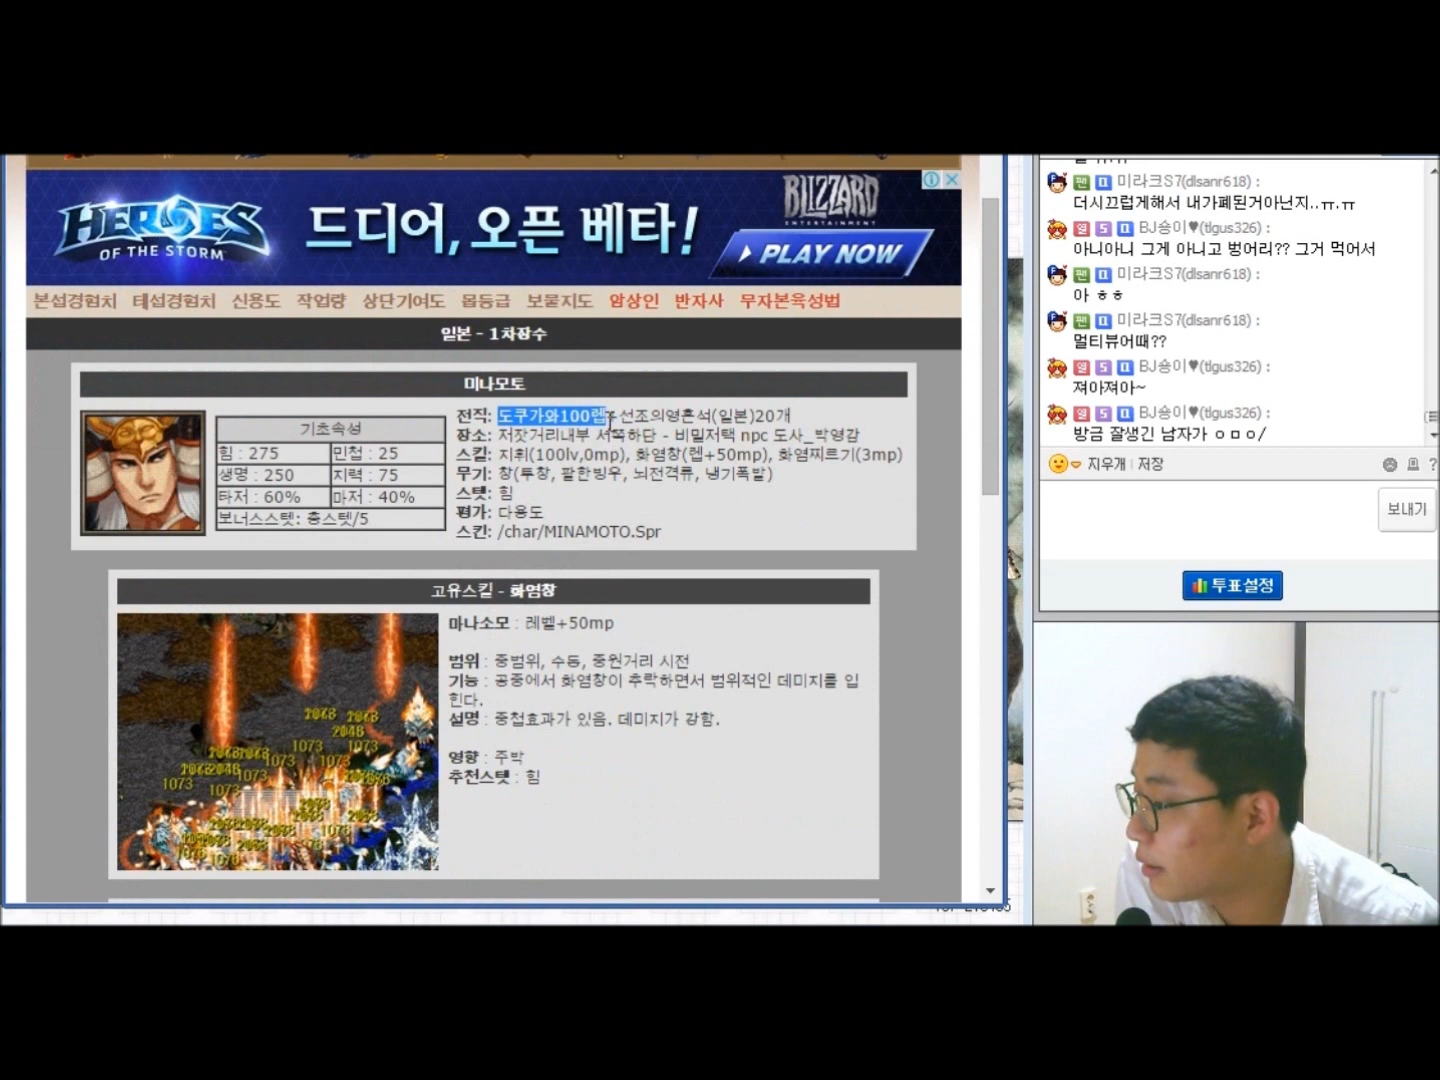 HEROES
OF THE STORM
드디어, 오픈 베타!
BLIZZARD
ENTERTAINMENT
PLAY NOW
본섭경험치 테섭경험치 신용도 작업량 상단기여도 몹등급 보물지도 암상인 반자사 무자본육성법
일본 - 1차장수
미나모토
기초속성
힘 : 275 민첩 : 25
생명 : 250 지력 : 75
타저 : 60% 마저 : 40%
보너스스탯: 총스탯/5
전직: 도쿠가와100렙+선조의영혼석(일본)20개
장소: 저잣거리내부 서쪽하단 - 비밀저택 npc 도사_박영감
스킬: 지휘(100lv,0mp), 화염창(렙+50mp), 화염찌르기(3mp)
무기: 창(투창, 팔한빙우, 뇌전격류, 냉기폭발)
스탯: 힘
평가: 다용도
스킨: /char/MINAMOTO.Spr
고유스킬 - 화염창
마나소모 : 레벨+50mp
범위 : 중범위, 수동, 중원거리 시전
기능 : 공중에서 화염창이 추락하면서 범위적인 데미지를 입
힌다.
설명 : 중첩효과가 있음. 데미지가 강함.
영향 : 주박
추천스탯 : 힘
미라크S7(dlsanr618) :
더시끄럽게해서 내가폐된거아닌지..ㅠ.ㅠ
BJ숑이♥(tlgus326) :
아니아니 그게 아니고 벙어리?? 그거 먹어서
미라크S7(dlsanr618) :
아 ㅎㅎ
미라크S7(dlsanr618) :
멀티뷰어때??
BJ숑이♥(tlgus326) :
져아져아~
BJ숑이♥(tlgus326) :
방금 잘생긴 남자가 ㅇㅁㅇ/
지우개 저장
보내기
투표설정